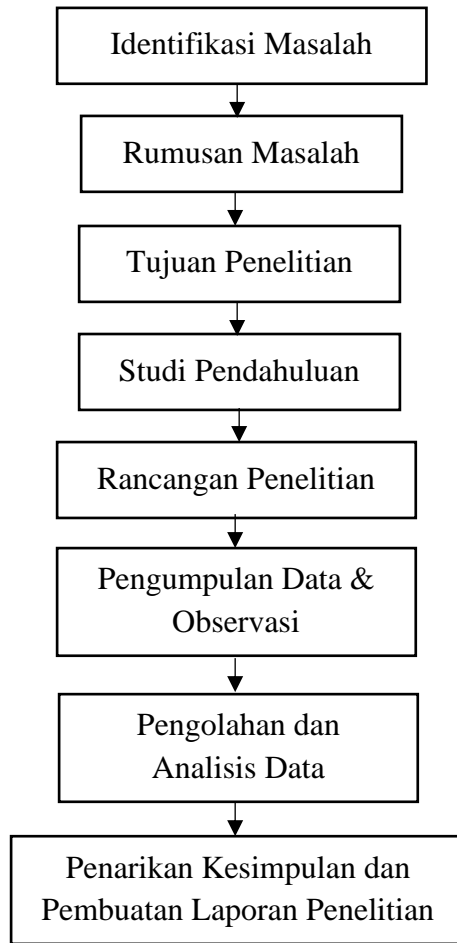 Identifikasi Masalah
Rumusan Masalah
Tujuan Penelitian
Studi Pendahuluan
Rancangan Penelitian
Pengumpulan Data &
Observasi
Pengolahan dan
Analisis Data
Penarikan Kesimpulan dan
Pembuatan Laporan Penelitian